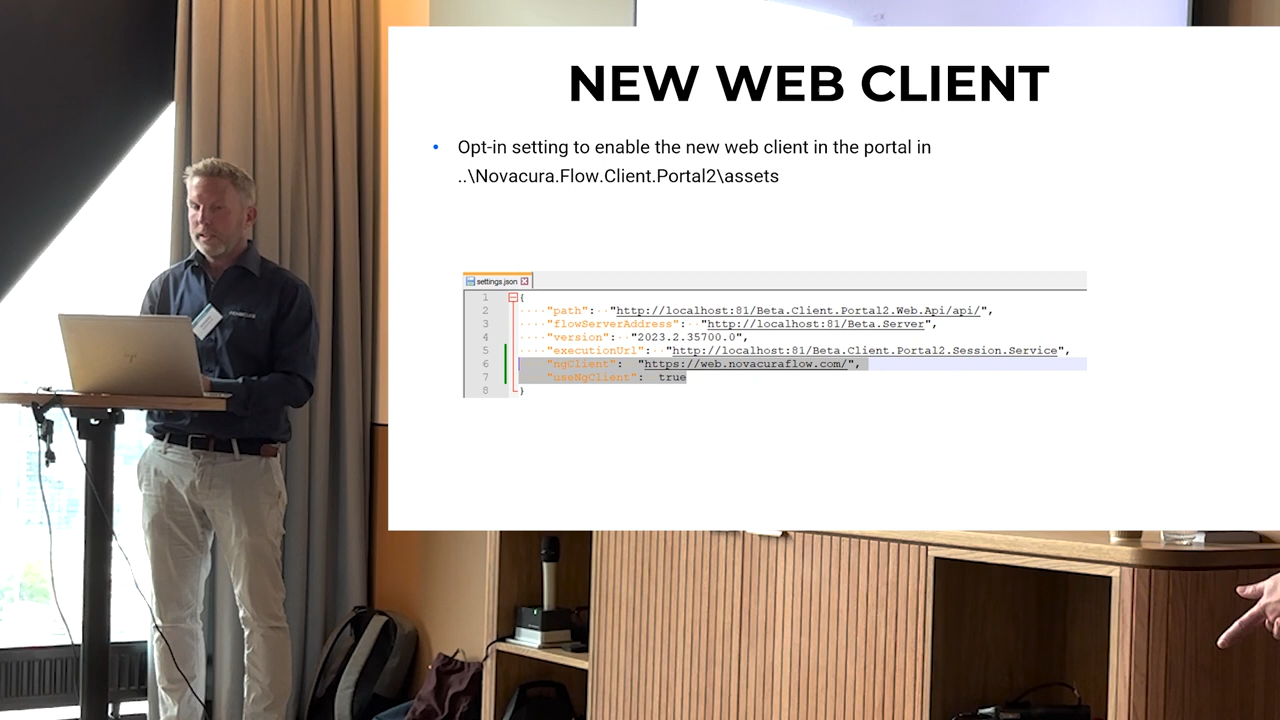 NEW WEB CLIENT
• Opt-in setting to enable the new web client in the portal in
..\Novacura.Flow.Client.Portal2\assets
settings.json
1 {
2 "path": "http://localhost:81/Beta.Client.Portal2.Web.Api/api/",
3 "flowServerAddress": "http://localhost:81/Beta.Server",
4 "version": "2023.2.35700.0",
5 "executionUrl": "http://localhost:81/Beta.Client.Portal2.Session.Service",
6 "ngClient": "https://web.novacuraflow.com/",
7 "useNgClient": true
8 }
NOVACURA
hp